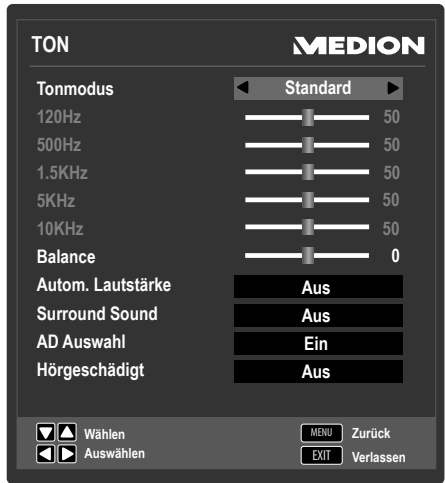 TON MEDION
Tonmodus Standard
120Hz 50
500Hz 50
1.5KHz 50
5KHz 50
10KHz 50
Balance 0
Autom. Lautstärke Aus
Surround Sound Aus
AD Auswahl Ein
Hörgeschädigt Aus
Wählen MENU Zurück
Auswählen EXIT Verlassen